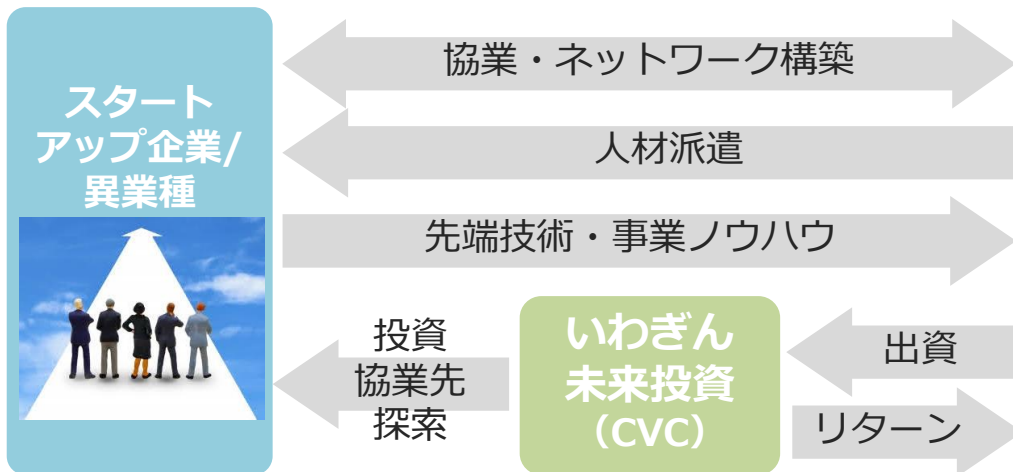 スタート
アップ企業/
異業種
協業・ネットワーク構築
人材派遣
先端技術・事業ノウハウ
投資
協業先
探索
いわぎん
未来投資
（CVC）
出資
リターン